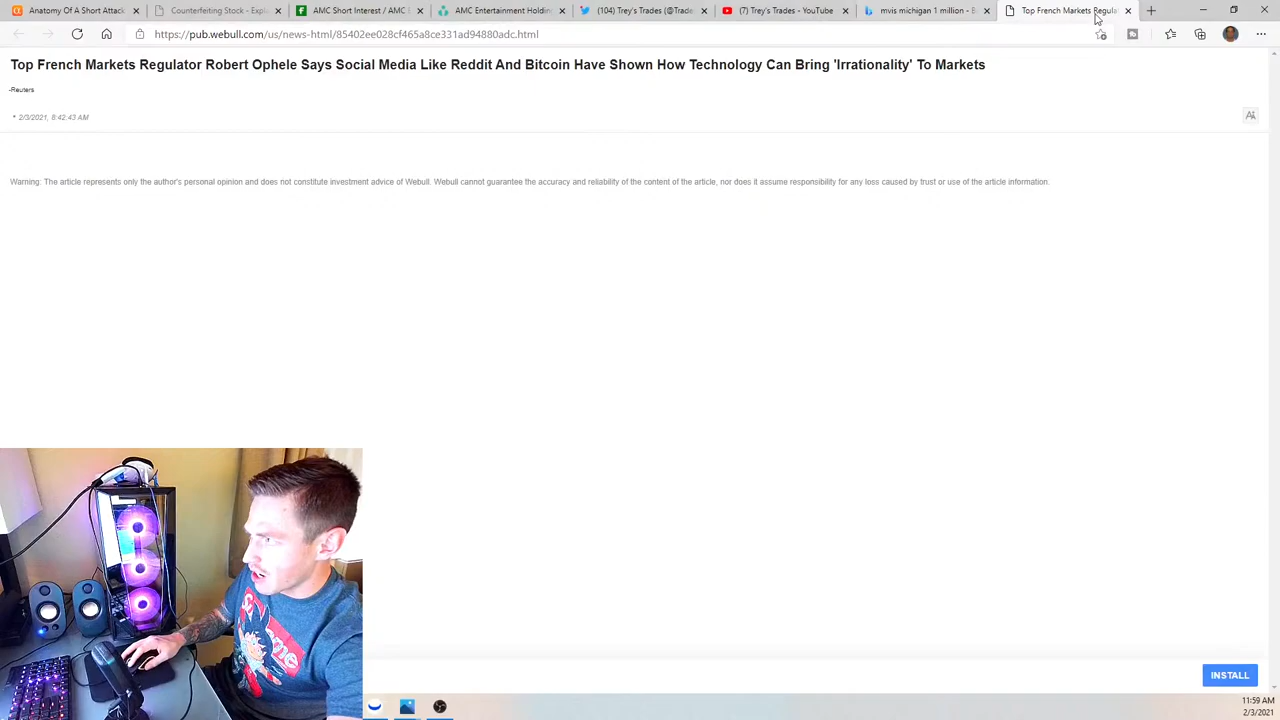 Anatomy Of A Short Attack
Counterfeiting Stock - Expla
AMC Short Interest / AMC E
AMC Entertainment Holding
(104) Trey's Trades (@Trade
(7) Trey's Trades - YouTube
mvis michigan 1 million - B
Top French Markets Regula
https://pub.webull.com/us/news-html/85402ee028cf465a8ce331ad94880adc.html
Top French Markets Regulator Robert Ophele Says Social Media Like Reddit And Bitcoin Have Shown How Technology Can Bring 'Irrationality' To Markets
-Reuters
* 2/3/2021, 8:42:43 AM
Warning: The article represents only the author's personal opinion and does not constitute investment advice of Webull. Webull cannot guarantee the accuracy and reliability of the content of the article, nor does it assume responsibility for any loss caused by trust or use of the article information.
INSTALL
11:59 AM
2/3/2021